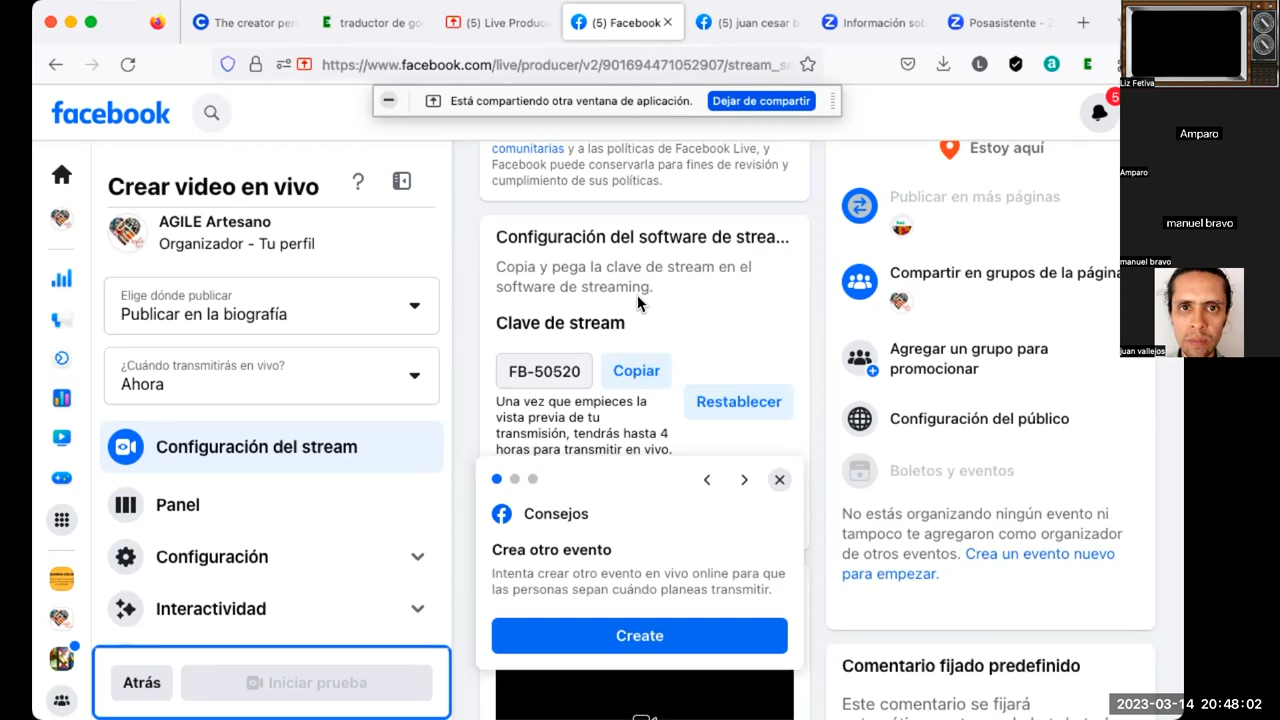 The creator per
traductor de go
(5) Live Produc
(5) Facebook
(5) juan cesar b
Información sob
Posasistente - Z
https://www.facebook.com/live/producer/v2/901694471052907/stream_se
Está compartiendo otra ventana de aplicación.
Dejar de compartir
facebook
5
Crear video en vivo
AGILE Artesano
Organizador - Tu perfil
Elige dónde publicar
Publicar en la biografía
¿Cuándo transmitirás en vivo?
Ahora
Configuración del stream
Panel
Configuración
Interactividad
Atrás
Iniciar prueba
comunitarias y a las políticas de Facebook Live, y
Facebook puede conservarla para fines de revisión y
cumplimiento de sus políticas.
Configuración del software de strea...
Copia y pega la clave de stream en el
software de streaming.
Clave de stream
FB-50520
Copiar
Una vez que empieces la
vista previa de tu
transmisión, tendrás hasta 4
horas para transmitir en vivo.
Restablecer
Consejos
Crea otro evento
Intenta crear otro evento en vivo online para que
las personas sepan cuándo planeas transmitir.
Create
Estoy aquí
Publicar en más páginas
Compartir en grupos de la página
Agregar un grupo para
promocionar
Configuración del público
Boletos y eventos
No estás organizando ningún evento ni
tampoco te agregaron como organizador
de otros eventos. Crea un evento nuevo
para empezar.
Comentario fijado predefinido
Este comentario se fijará
Liz Fetiva
Amparo
Amparo
manuel bravo
manuel bravo
juan vallejos
2023-03-14 20:48:02